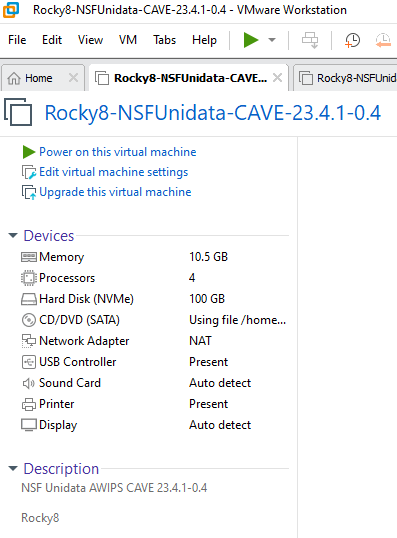 Rocky8-NSFUnidata-CAVE-23.4.1-0.4 - VMware Workstation
File Edit View VM Tabs Help
Home Rocky8-NSFUnidata-CAVE... Rocky8-NSFUnid
Rocky8-NSFUnidata-CAVE-23.4.1-0.4
Power on this virtual machine
Edit virtual machine settings
Upgrade this virtual machine
Devices
Memory 10.5 GB
Processors 4
Hard Disk (NVMe) 100 GB
CD/DVD (SATA) Using file /home...
Network Adapter NAT
USB Controller Present
Sound Card Auto detect
Printer Present
Display Auto detect
Description
NSF Unidata AWIPS CAVE 23.4.1-0.4
Rocky8